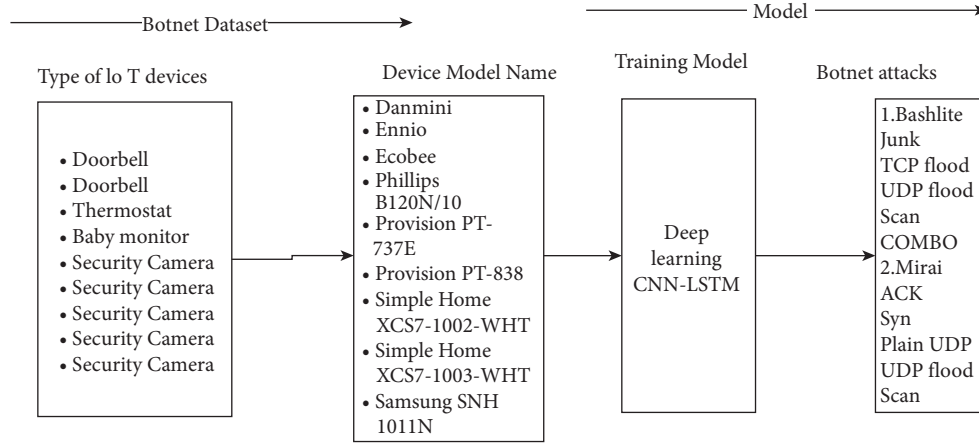 Botnet Dataset
Model
Type of lo T devices
• Doorbell
• Doorbell
• Thermostat
• Baby monitor
• Security Camera
• Security Camera
• Security Camera
• Security Camera
• Security Camera
Device Model Name
• Danmini
• Ennio
• Ecobee
• Phillips
B120N/10
• Provision PT-
737E
• Provision PT-838
• Simple Home
XCS7-1002-WHT
• Simple Home
XCS7-1003-WHT
• Samsung SNH
1011N
Training Model
Deep
learning
CNN-LSTM
Botnet attacks
1.Bashlite
Junk
TCP flood
UDP flood
Scan
COMBO
2.Mirai
ACK
Syn
Plain UDP
UDP flood
Scan